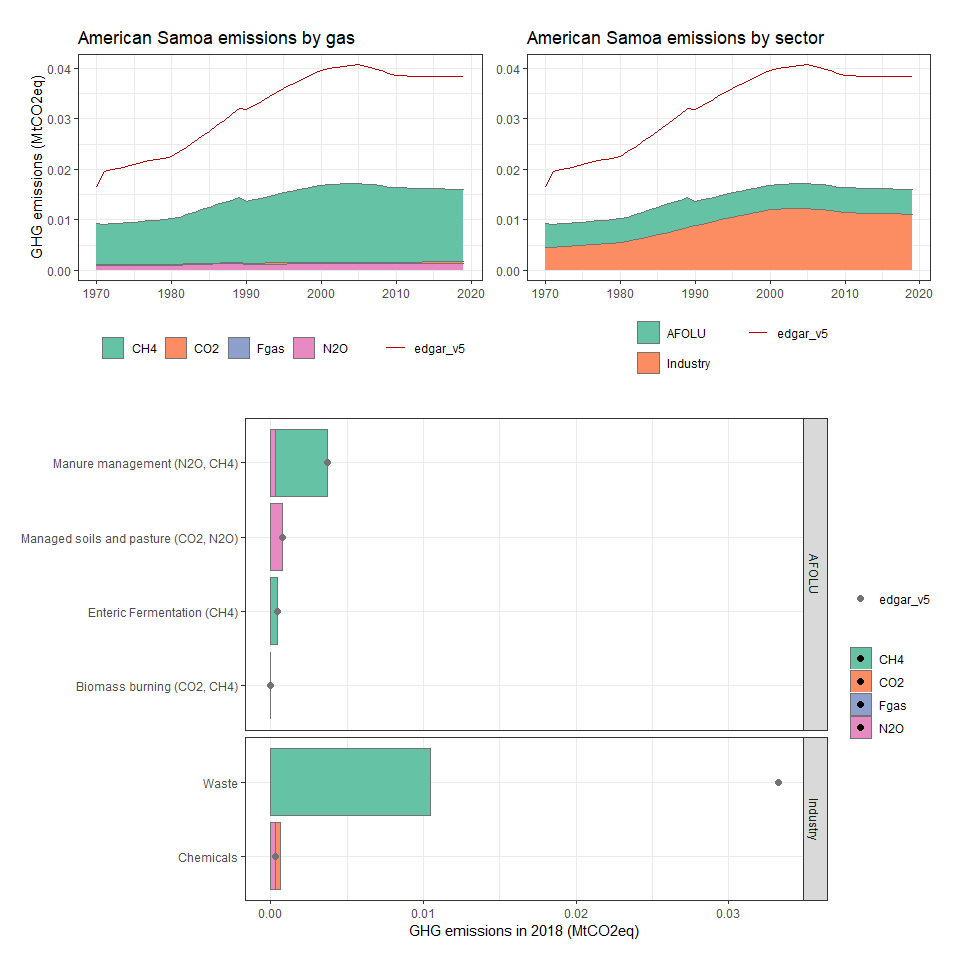 American Samoa emissions by gas
GHG emissions (MtCO2eq)
0.04
0.03
0.02
0.01
0.00
1970 1980 1990 2000 2010 2020
CH4 CO2 Fgas N2O edgar_v5
American Samoa emissions by sector
0.04
0.03
0.02
0.01
0.00
1970 1980 1990 2000 2010 2020
AFOLU edgar_v5
Industry
Manure management (N2O, CH4)
Managed soils and pasture (CO2, N2O)
Enteric Fermentation (CH4)
Biomass burning (CO2, CH4)
AFOLU
Waste
Chemicals
Industry
0.00 0.01 0.02 0.03
GHG emissions in 2018 (MtCO2eq)
edgar_v5
CH4
CO2
Fgas
N2O